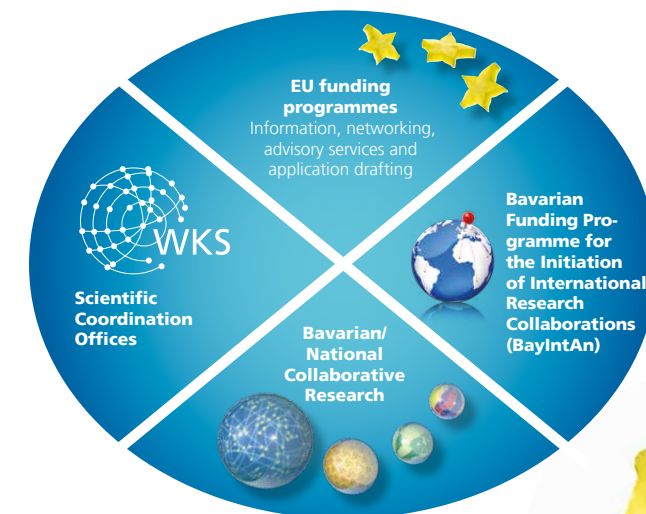 EU funding
programmes
Information, networking,
advisory services and
application drafting
WKS
Scientific
Coordination
Offices
Bavarian
Funding Pro-
gramme for
the Initiation
of International
Research
Collaborations
(BayIntAn)
Bavarian/
National
Collaborative
Research